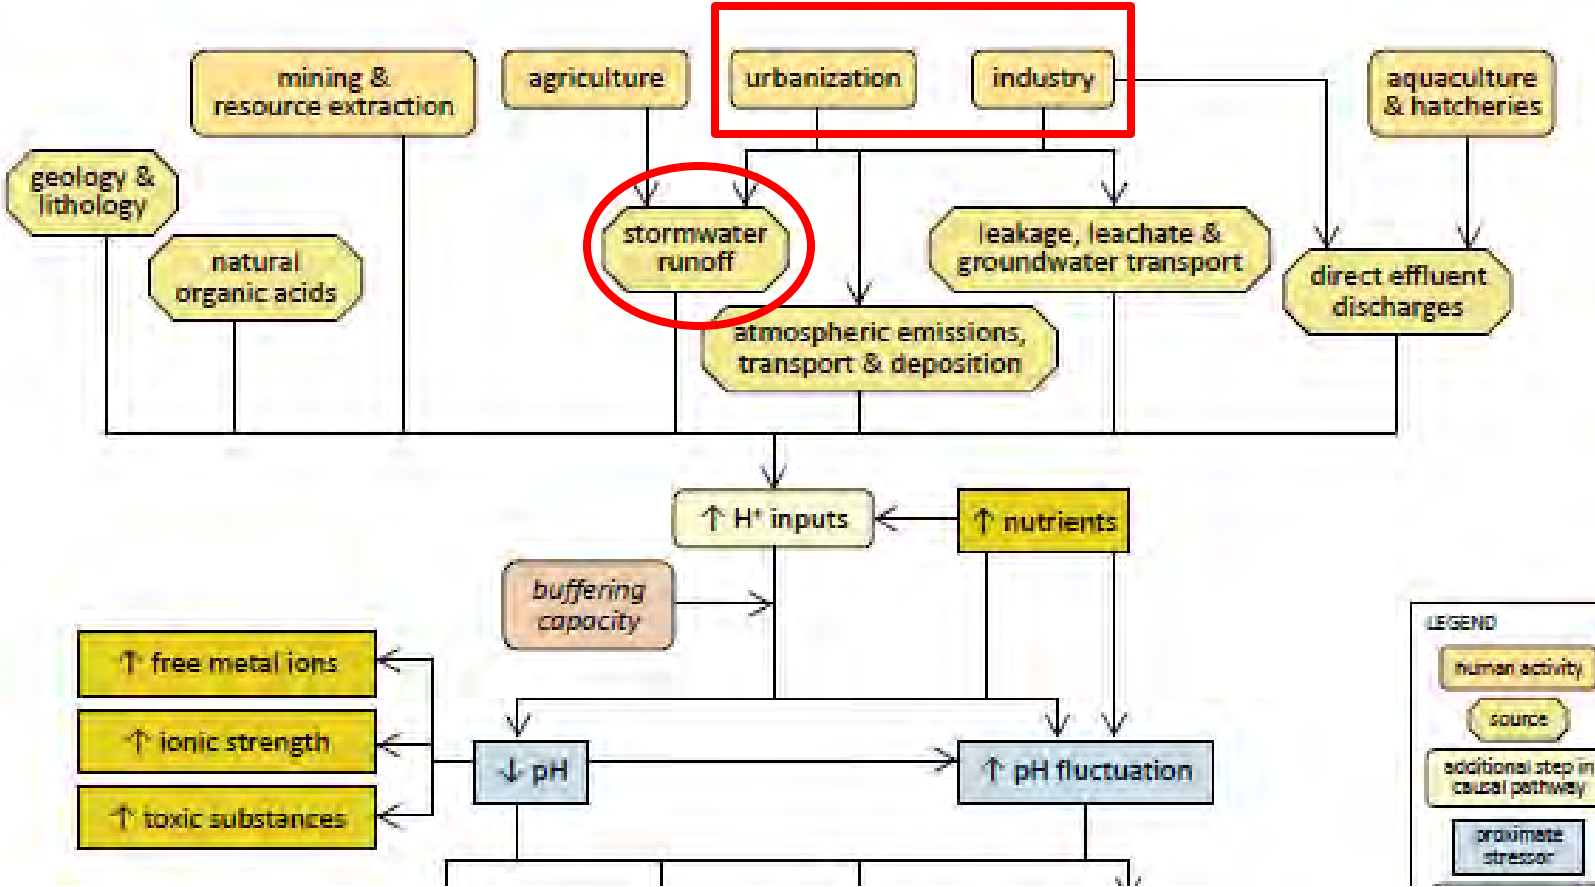 mining &
resource extraction
agriculture
urbanization
industry
aquaculture
& hatcheries
geology &
lithology
natural
organic acids
stormwater
runoff
leakage, leachate &
groundwater transport
direct effluent
discharges
atmospheric emissions,
transport & deposition
↑ H⁺ inputs
↑ nutrients
buffering
capacity
↑ free metal ions
↑ ionic strength
↑ toxic substances
↓ pH
↑ pH fluctuation
LEGEND
human activity
source
additional step in
causal pathway
proximate
stressor